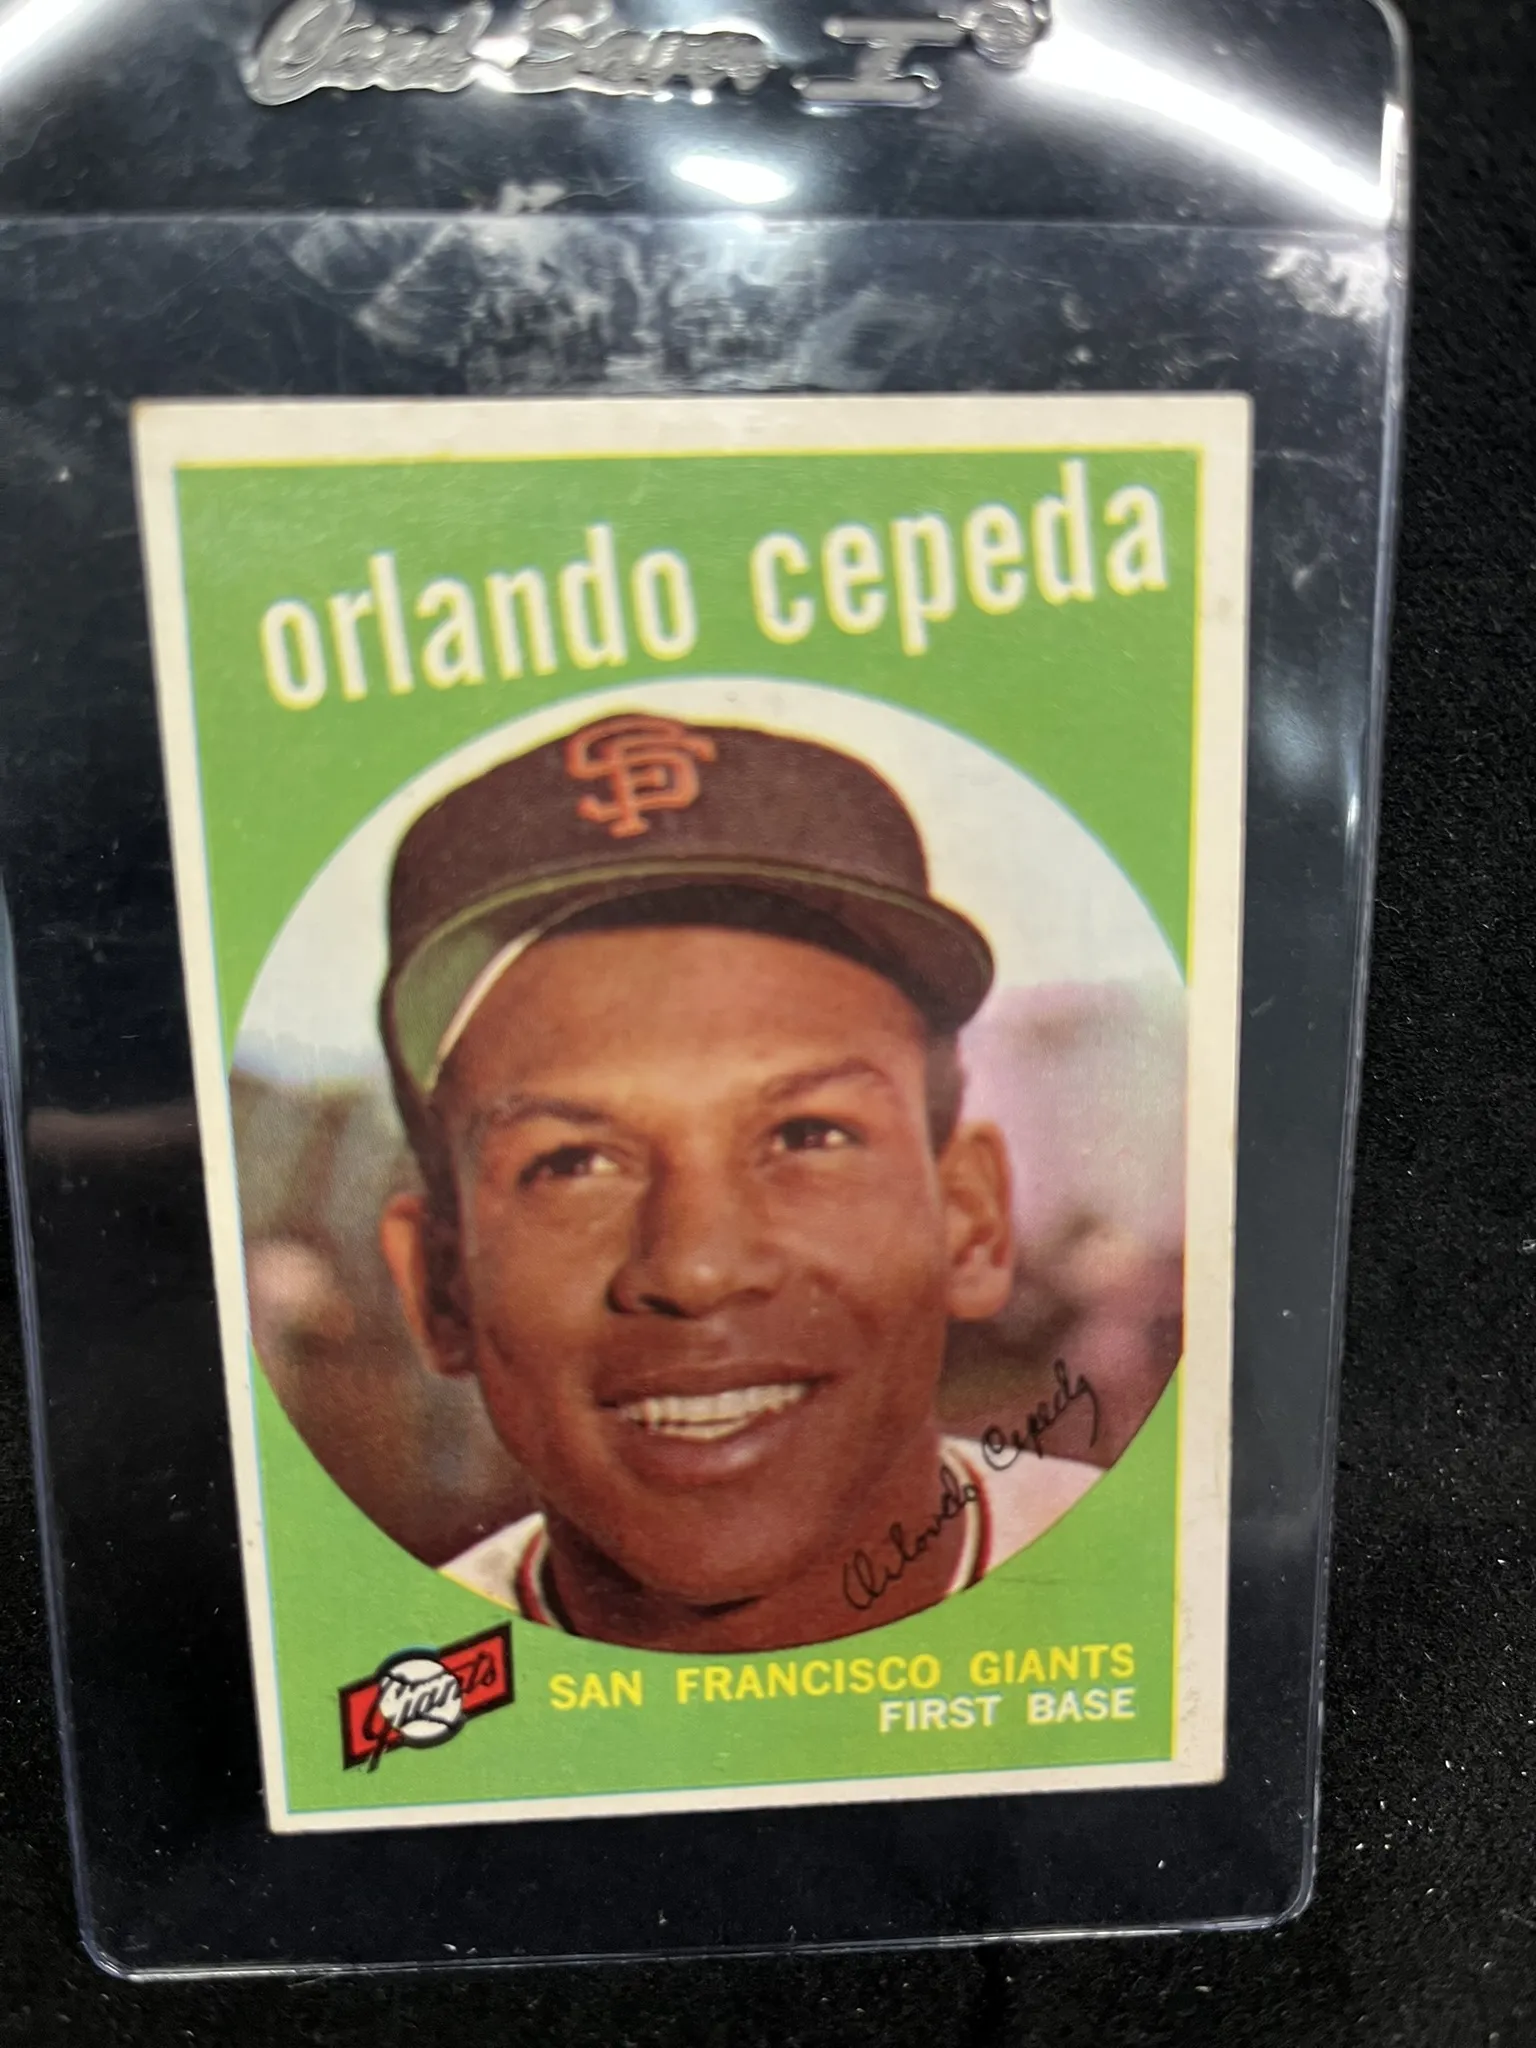 Card Saver I®
orlando cepeda
SF
Orlando Cepeda
Giants
SAN FRANCISCO GIANTS
FIRST BASE